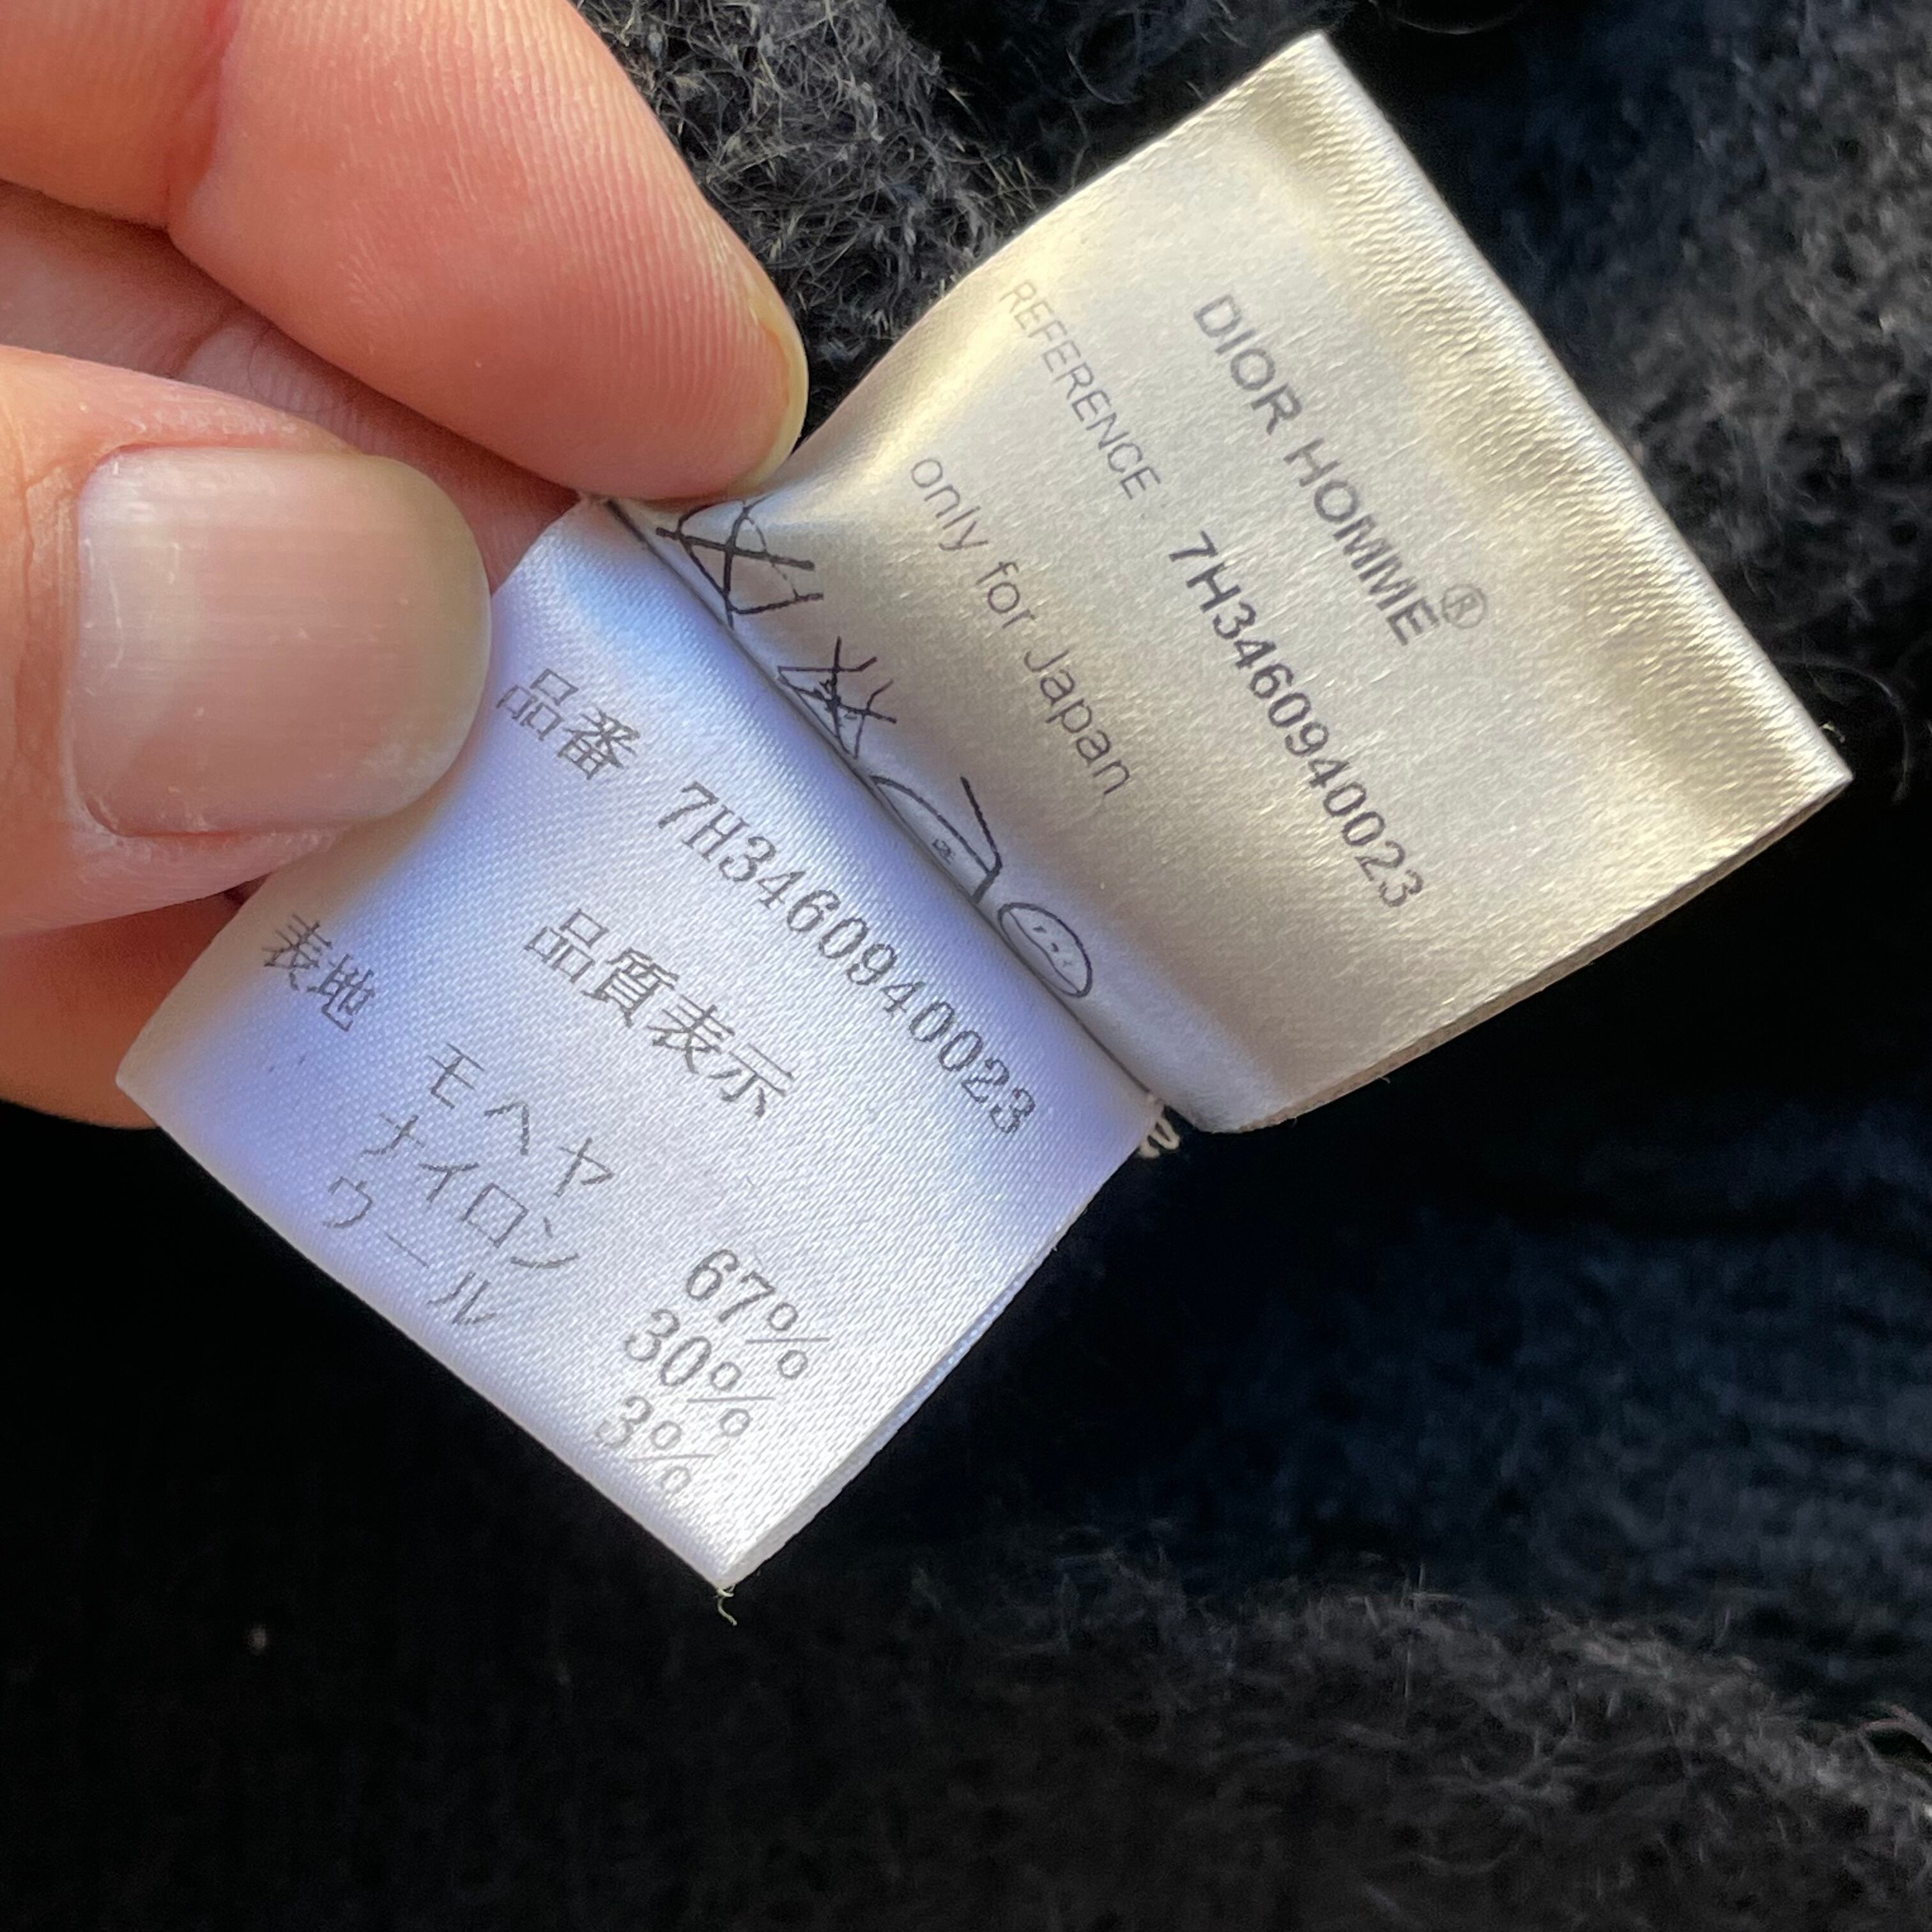 DIOR HOMME®
REFERENCE 7H3460940023
only for Japan
品番 7H3460940023
品質表示
表地
モヘヤ 67%
ナイロン 30%
ウール 3%